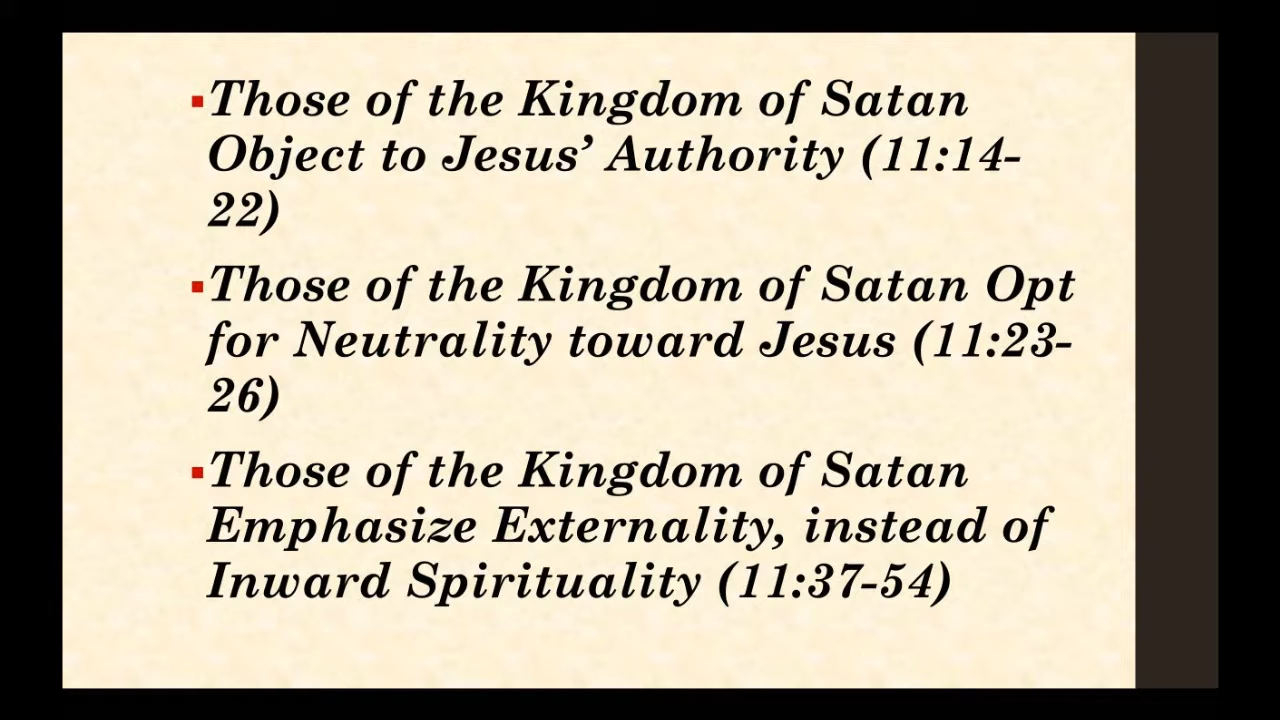 ▪Those of the Kingdom of Satan
Object to Jesus’ Authority (11:14-
22)
▪Those of the Kingdom of Satan Opt
for Neutrality toward Jesus (11:23-
26)
▪Those of the Kingdom of Satan
Emphasize Externality, instead of
Inward Spirituality (11:37-54)